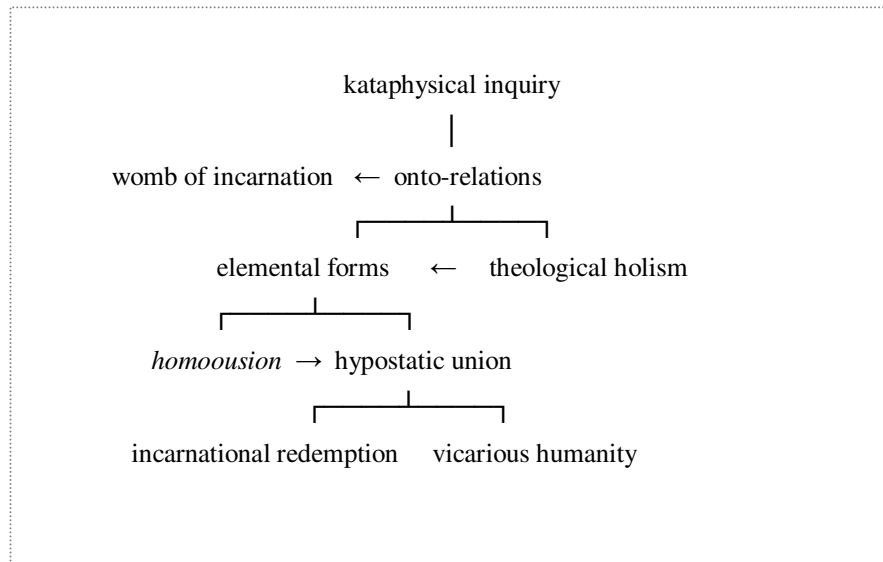 kataphysical inquiry
womb of incarnation ← onto-relations
elemental forms ← theological holism
homoousion → hypostatic union
incarnational redemption vicarious humanity